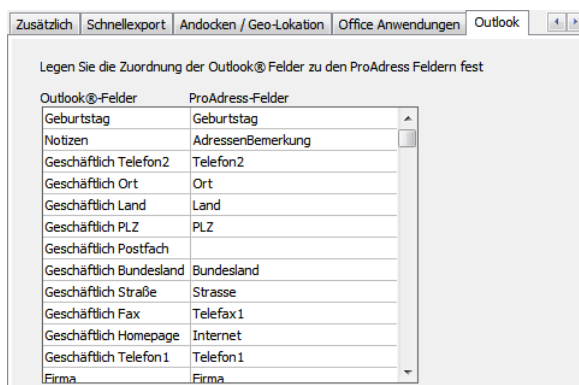 Zusätzlich Schnellexport Andocken / Geo-Lokation Office Anwendungen Outlook
Legen Sie die Zuordnung der Outlook® Felder zu den ProAdress Feldern fest
Outlook®-Felder ProAdress-Felder
Geburtstag Geburtstag
Notizen AdressenBemerkung
Geschäftlich Telefon2 Telefon2
Geschäftlich Ort Ort
Geschäftlich Land Land
Geschäftlich PLZ PLZ
Geschäftlich Postfach
Geschäftlich Bundesland Bundesland
Geschäftlich Straße Strasse
Geschäftlich Fax Telefax1
Geschäftlich Homepage Internet
Geschäftlich Telefon1 Telefon1
Firma Firma